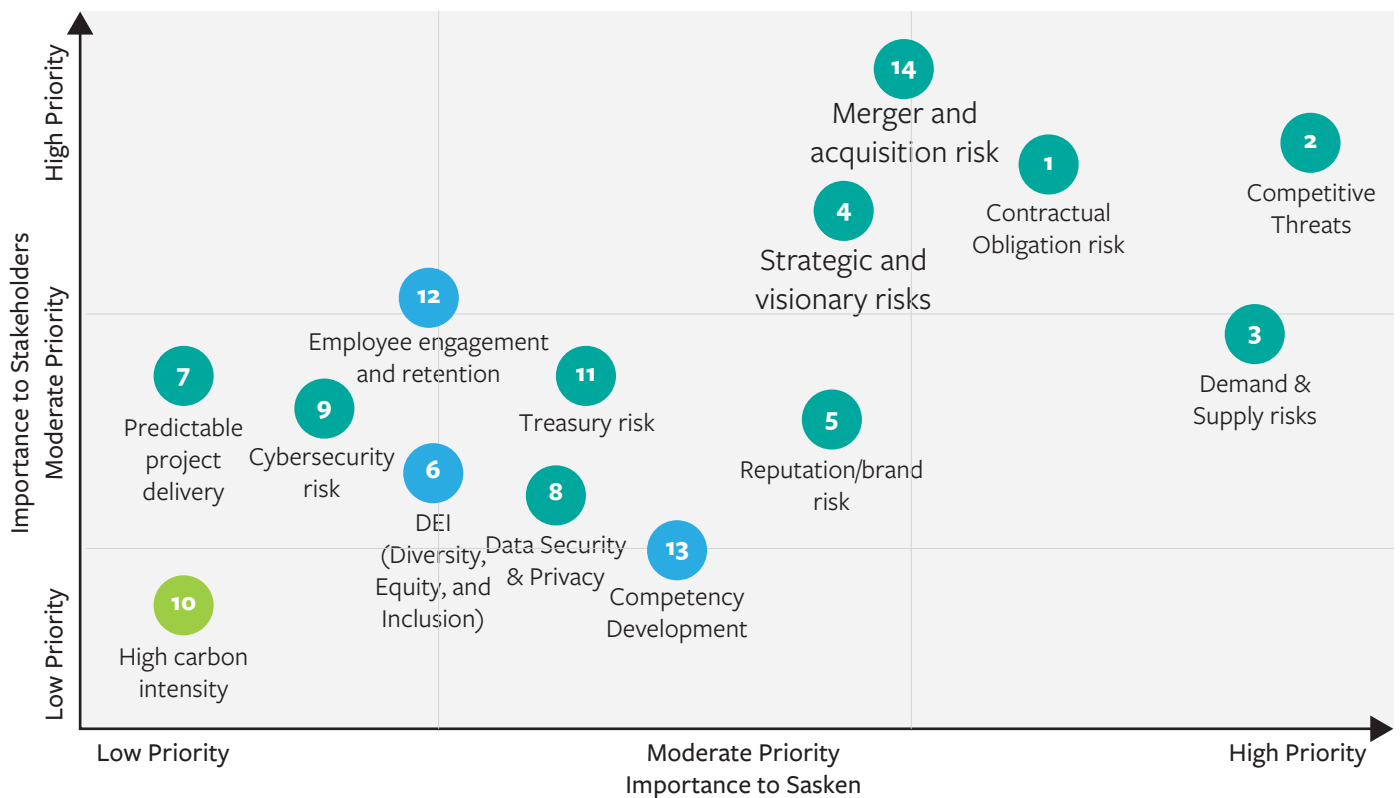 High Priority
Moderate Priority
Low Priority
Importance to Stakeholders
14
Merger and
acquisition risk
1
Contractual
Obligation risk
2
Competitive
Threats
4
Strategic and
visionary risks
12
Employee engagement
and retention
3
Demand &
Supply risks
7
Predictable
project
delivery
9
Cybersecurity
risk
11
Treasury risk
5
Reputation/brand
risk
6
DEI
(Diversity,
Equity, and
Inclusion)
8
Data Security
& Privacy
13
Competency
Development
10
High carbon
intensity
Low Priority
Moderate Priority
High Priority
Importance to Sasken